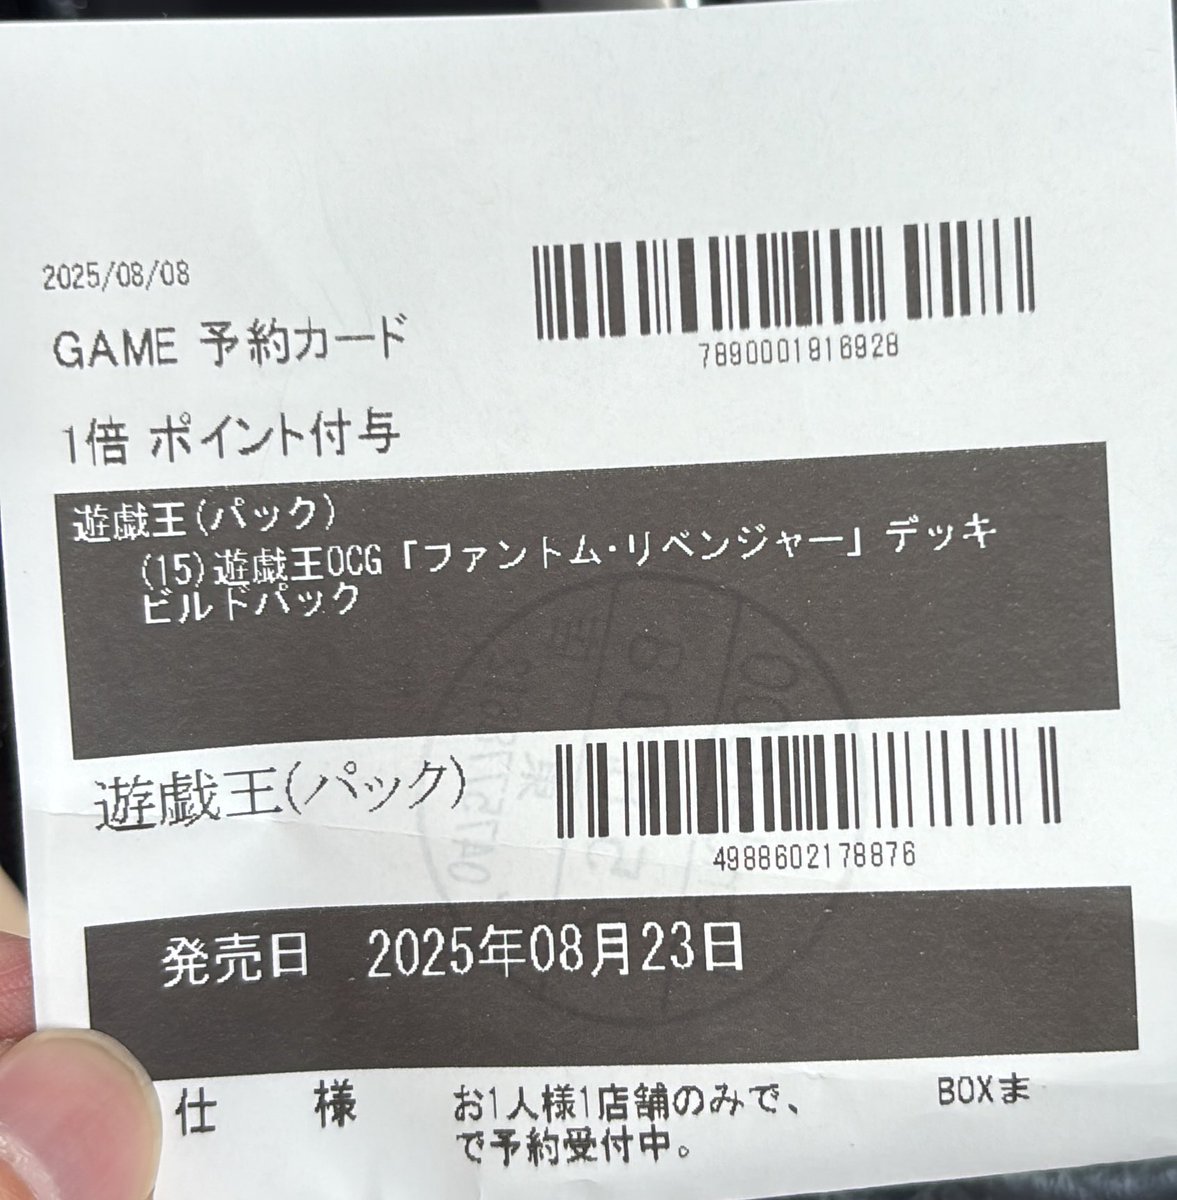 2025/08/08
7890001816928
GAME 予約カード
1倍 ポイント付与
遊戯王(パック)
(15)遊戯王OCG「ファントム・リベンジャー」デッキ
ビルドパック
遊戯王(パック)
4988602178876
発売日 2025年08月23日
仕 様 お1人様1店舗のみで、 BOXま
で予約受付中。